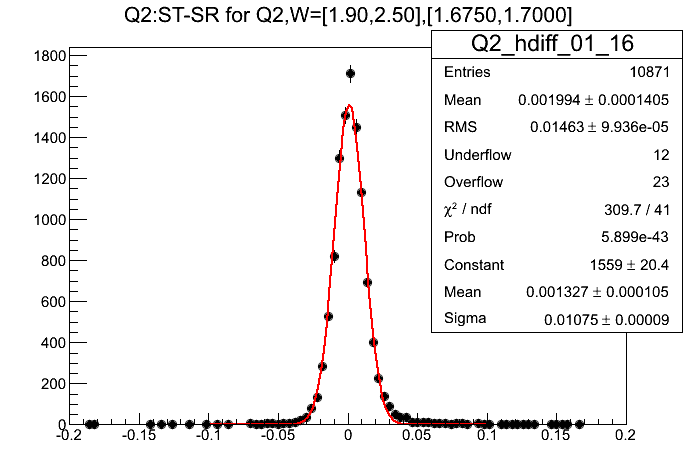 Q2:ST-SR for Q2,W=[1.90,2.50],[1.6750,1.7000]
Q2_hdiff_01_16
Entries 10871
Mean 0.001994 ± 0.0001405
RMS 0.01463 ± 9.936e-05
Underflow 12
Overflow 23
χ² / ndf 309.7 / 41
Prob 5.899e-43
Constant 1559 ± 20.4
Mean 0.001327 ± 0.000105
Sigma 0.01075 ± 0.00009
1800
1600
1400
1200
1000
800
600
400
200
0
-0.2 -0.15 -0.1 -0.05 0 0.05 0.1 0.15 0.2